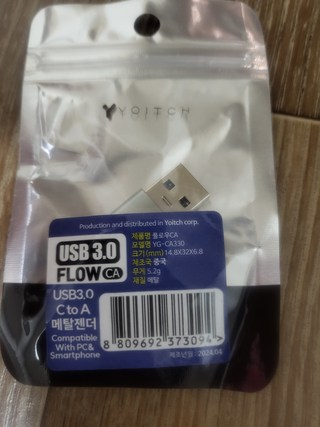 YOITCH
Production and distributed in Yoitch corp.
USB 3.0
FLOW CA
USB3.0
C to A
메탈젠더
Compatible
With PC&
Smartphone
제품명 플로우CA
모델명 YG-CA330
크기(mm) 14.8X32X6.8
제조국 중국
무게 5.2g
재질 메탈
8 809692 373094 >
제조년월 : 2024.04